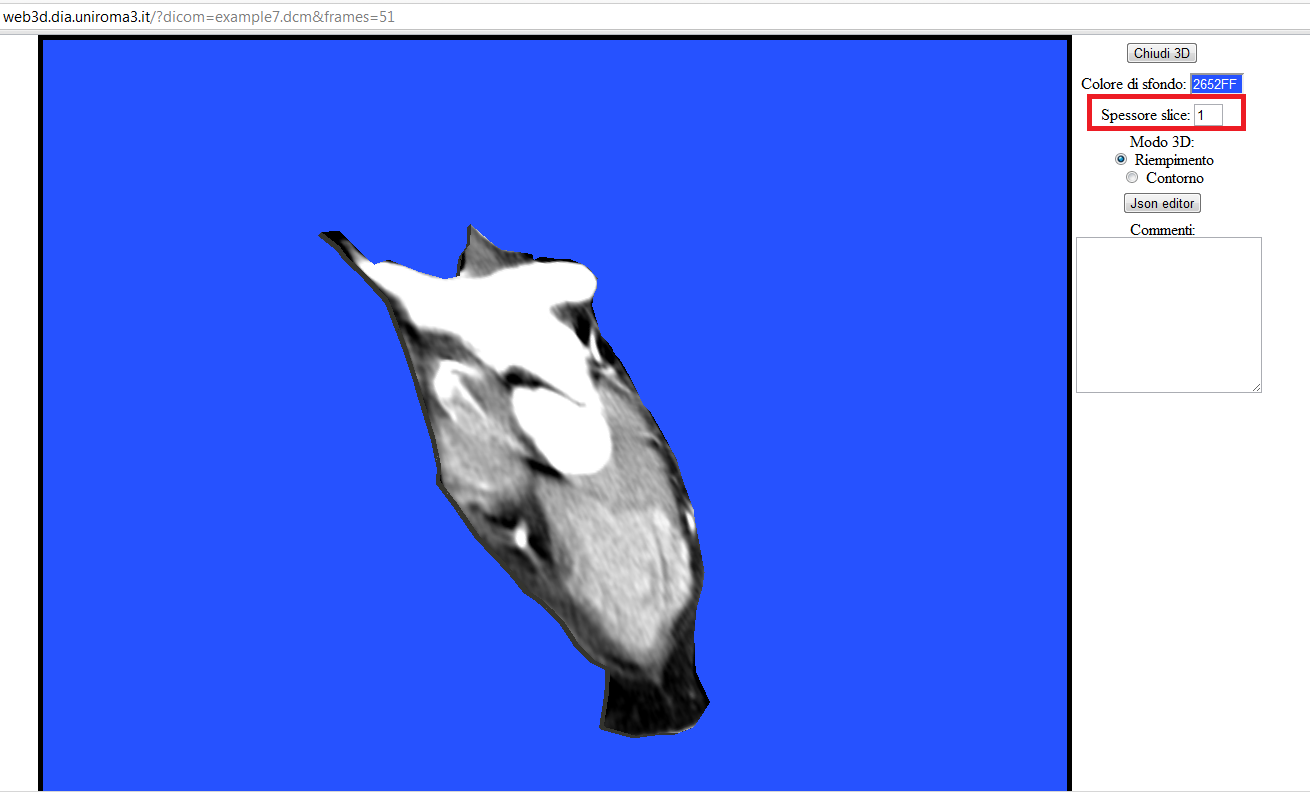 web3d.dia.uniroma3.it/?dicom=example7.dcm&frames=51
Chiudi 3D
Colore di sfondo: 2652FF
Spessore slice: 1
Modo 3D:
Riempimento
Contorno
Json editor
Commenti: